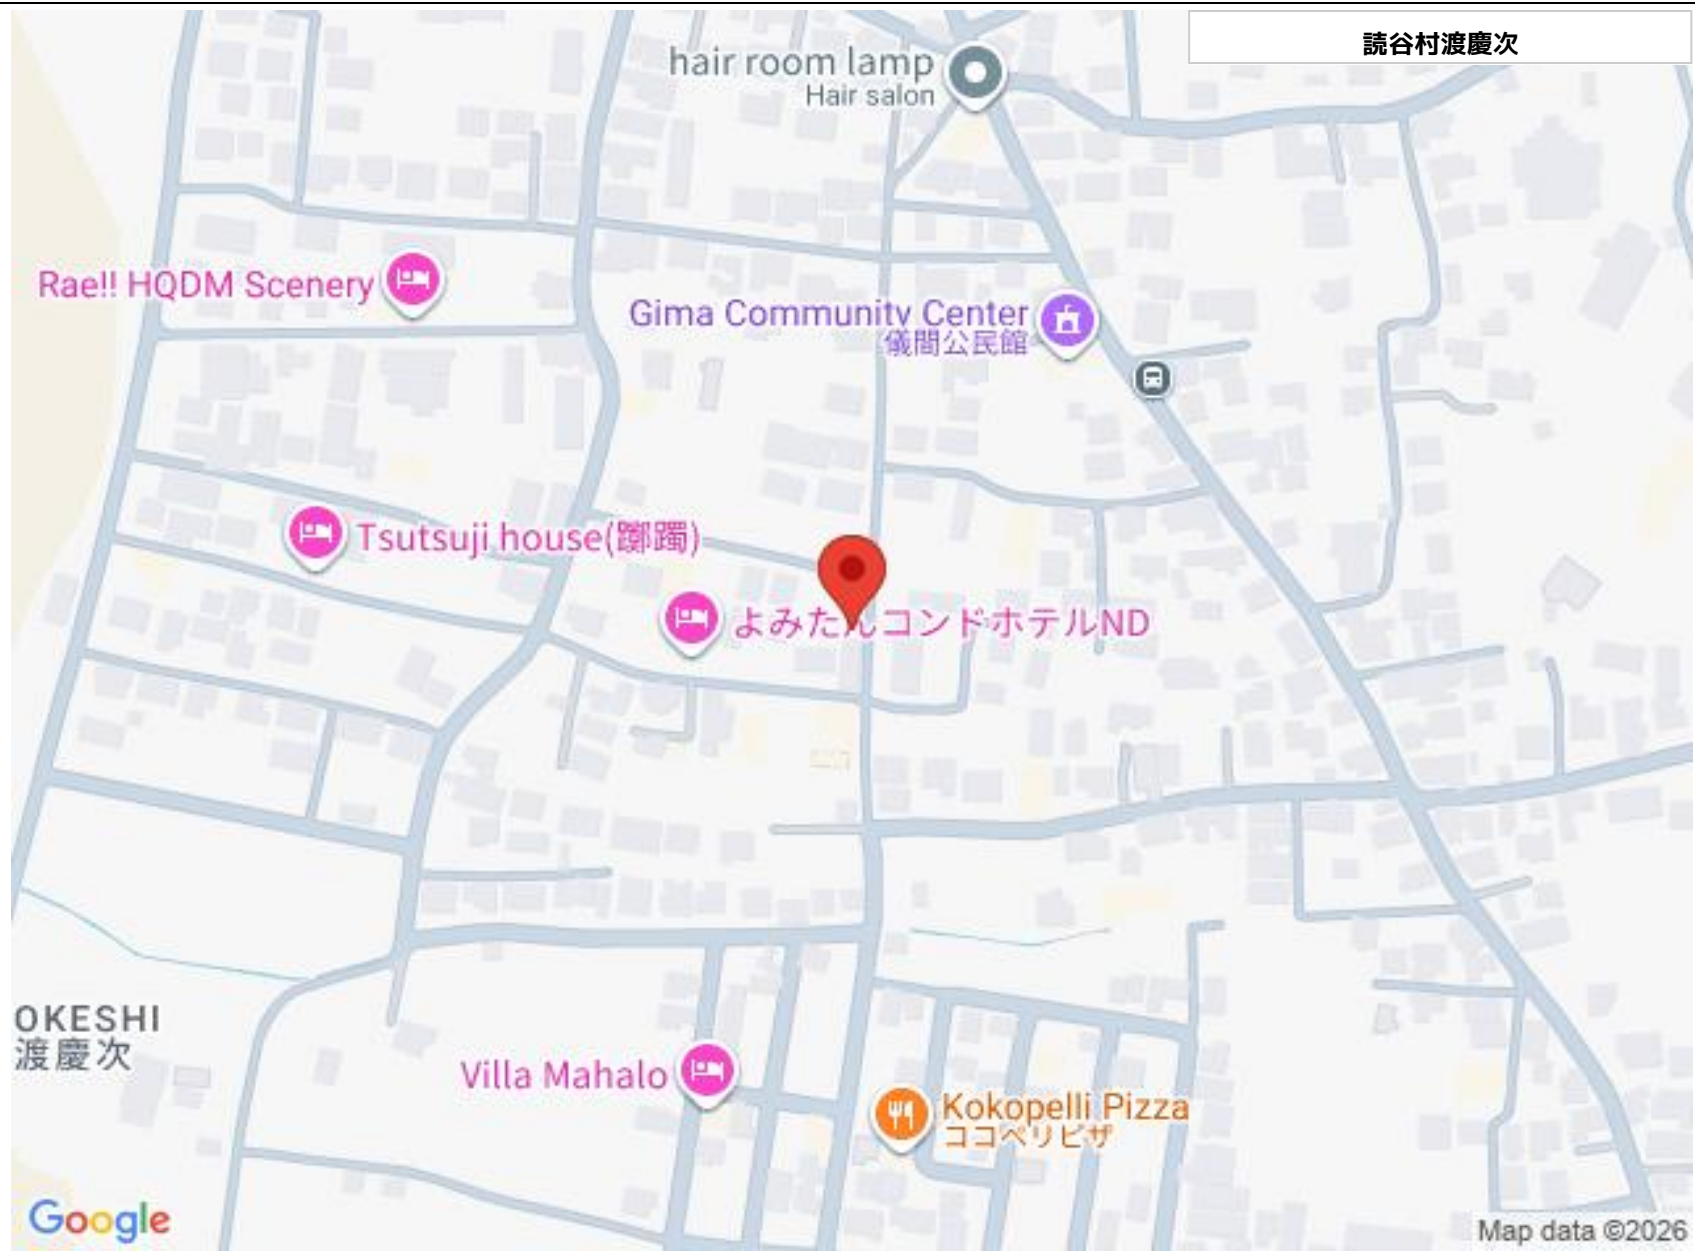 読谷村渡慶次
hair room lamp
Hair salon
Rae!! HQDM Scenery
Gima Community Center
儀間公民館
Tsutsuji house(躑躅)
よみたんコンドホテルND
OKESHI
渡慶次
Villa Mahalo
Kokopelli Pizza
ココペリピザ
Google
Map data ©2026